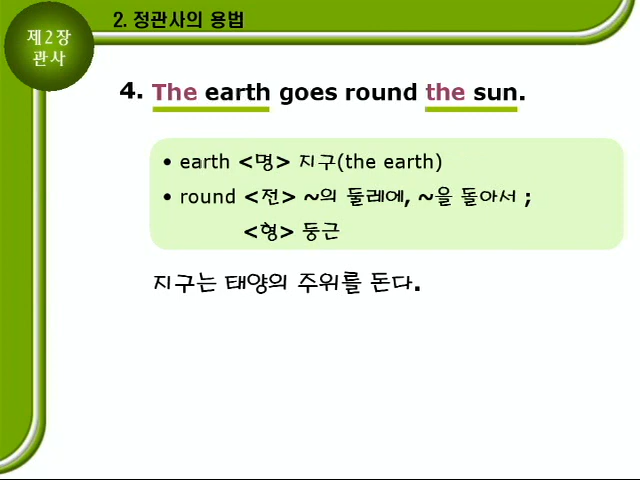 제2장
관사
2. 정관사의 용법
4. The earth goes round the sun.
• earth <명> 지구(the earth)
• round <전> ~의 둘레에, ~을 돌아서 ;
<형> 둥근
지구는 태양의 주위를 돈다.